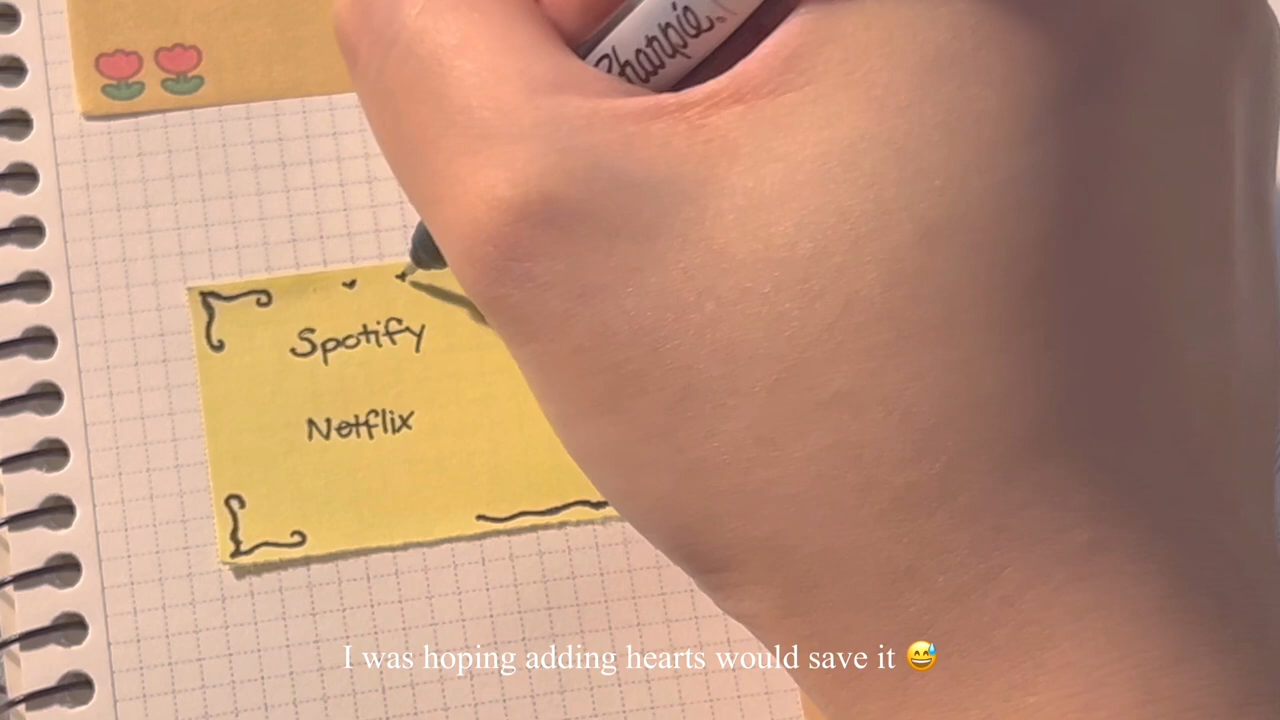 Sharpie.
Spotify
Netflix
I was hoping adding hearts would save it 😅